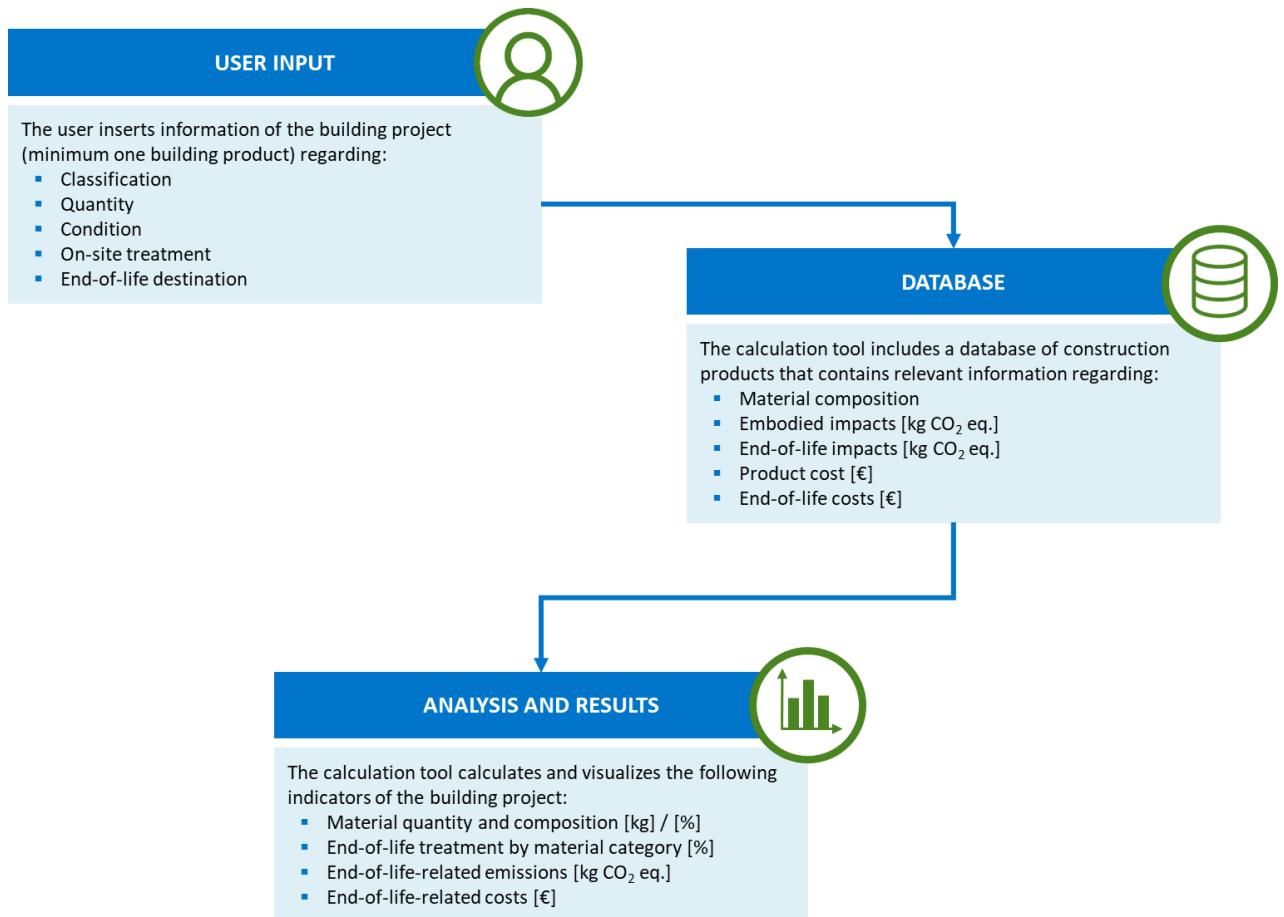 USER INPUT
The user inserts information of the building project
(minimum one building product) regarding:
▪ Classification
▪ Quantity
▪ Condition
▪ On-site treatment
▪ End-of-life destination
DATABASE
The calculation tool includes a database of construction
products that contains relevant information regarding:
▪ Material composition
▪ Embodied impacts [kg CO₂ eq.]
▪ End-of-life impacts [kg CO₂ eq.]
▪ Product cost [€]
▪ End-of-life costs [€]
ANALYSIS AND RESULTS
The calculation tool calculates and visualizes the following
indicators of the building project:
▪ Material quantity and composition [kg] / [%]
▪ End-of-life treatment by material category [%]
▪ End-of-life-related emissions [kg CO₂ eq.]
▪ End-of-life-related costs [€]